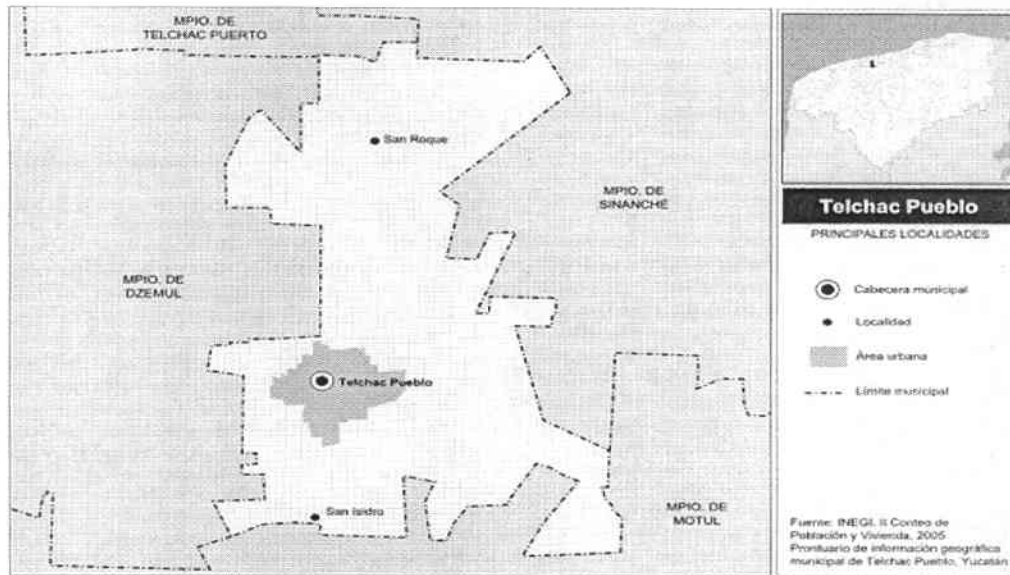 MPIO. DE
TELCHAC PUERTO
San Roque
MPIO. DE
SINANCHÉ
MPIO. DE
DZEMUL
Telchac Pueblo
San Isidro
MPIO. DE
MOTUL
Telchac Pueblo
PRINCIPALES LOCALIDADES
Cabecera municipal
Localidad
Área urbana
Límite municipal
Fuente: INEGI. II Conteo de
Población y Vivienda, 2005
Prontuario de información geográfica
municipal de Telchac Pueblo, Yucatán